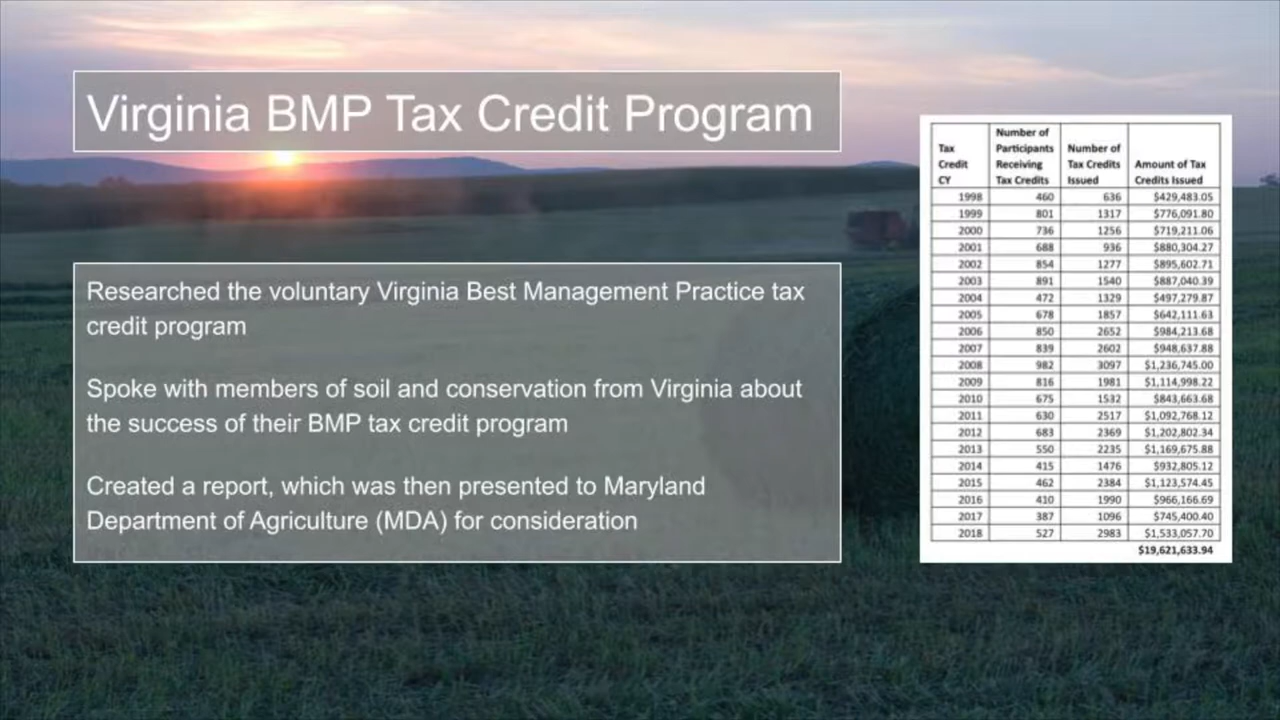 Virginia BMP Tax Credit Program
Researched the voluntary Virginia Best Management Practice tax
credit program
Spoke with members of soil and conservation from Virginia about
the success of their BMP tax credit program
Created a report, which was then presented to Maryland
Department of Agriculture (MDA) for consideration
Tax Credit CY Number of Participants Receiving Tax Credits Number of Tax Credits Issued Amount of Tax Credits Issued
1998 460 636 $429,483.05
1999 801 1317 $776,091.80
2000 736 1256 $719,211.06
2001 688 936 $880,304.27
2002 854 1277 $895,602.71
2003 891 1540 $887,040.39
2004 472 1329 $497,279.87
2005 678 1857 $642,111.63
2006 850 2652 $984,213.68
2007 839 2602 $948,637.88
2008 982 3097 $1,236,745.00
2009 816 1981 $1,114,998.22
2010 675 1532 $843,663.68
2011 630 2517 $1,092,768.12
2012 683 2369 $1,202,802.34
2013 550 2235 $1,169,675.88
2014 415 1476 $932,805.12
2015 462 2384 $1,123,574.45
2016 410 1990 $966,166.69
2017 387 1096 $745,400.40
2018 527 2983 $1,533,057.70
$19,621,633.94